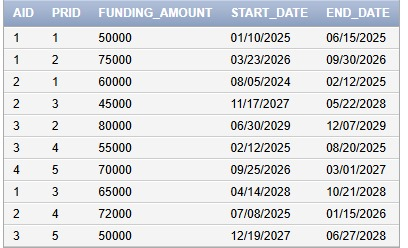 AID PRID FUNDING_AMOUNT START_DATE END_DATE
1 1 50000 01/10/2025 06/15/2025
1 2 75000 03/23/2026 09/30/2026
2 1 60000 08/05/2024 02/12/2025
2 3 45000 11/17/2027 05/22/2028
3 2 80000 06/30/2029 12/07/2029
3 4 55000 02/12/2025 08/20/2025
4 5 70000 09/25/2026 03/01/2027
1 3 65000 04/14/2028 10/21/2028
2 4 72000 07/08/2025 01/15/2026
3 5 50000 12/19/2027 06/27/2028